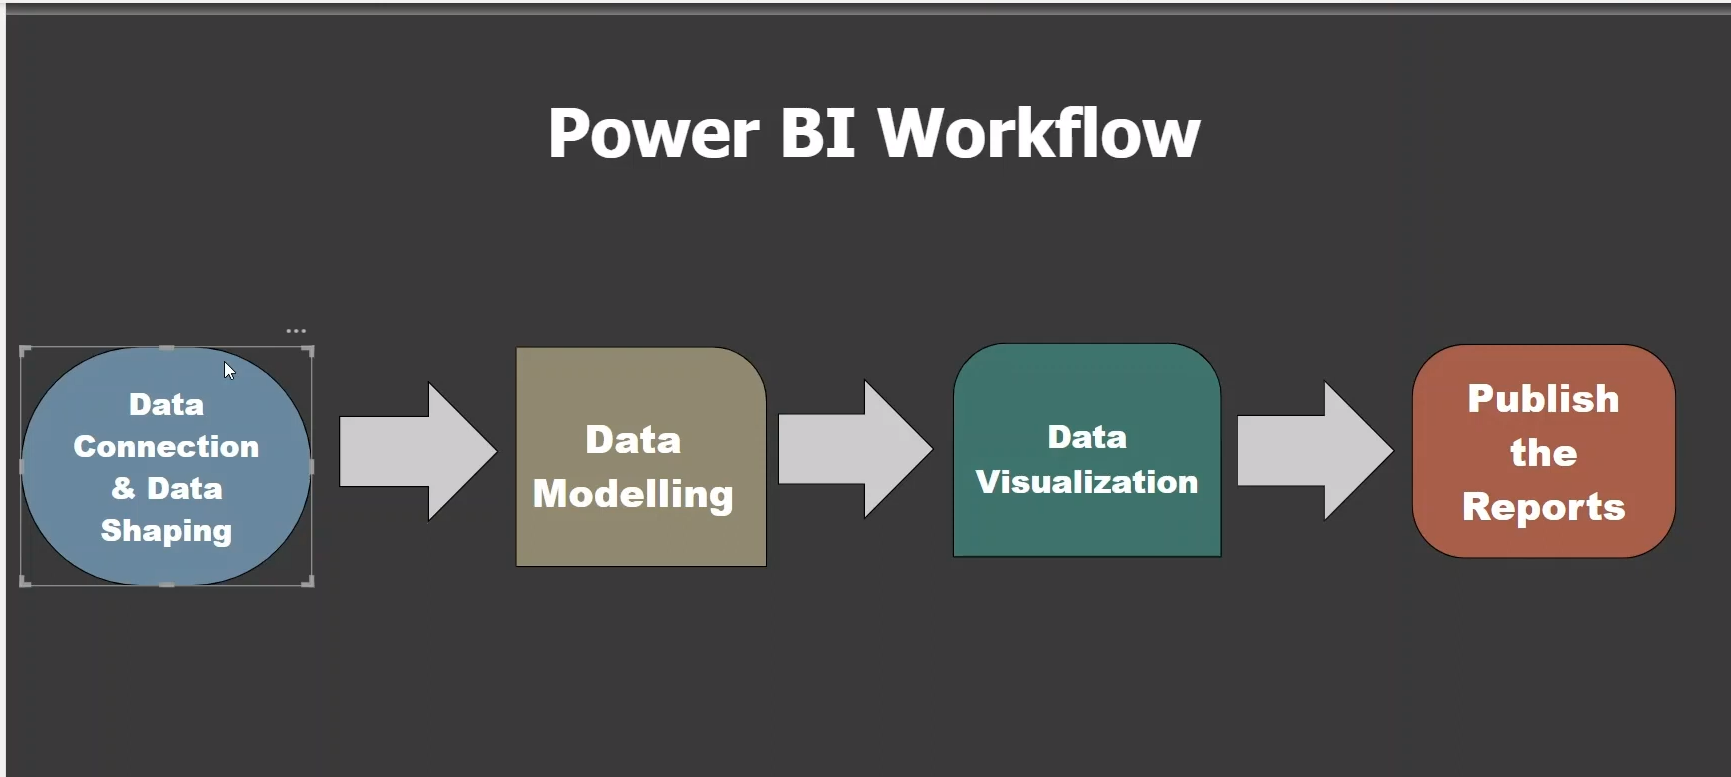 Power BI Workflow
Data
Connection
& Data
Shaping
Data
Modelling
Data
Visualization
Publish
the
Reports